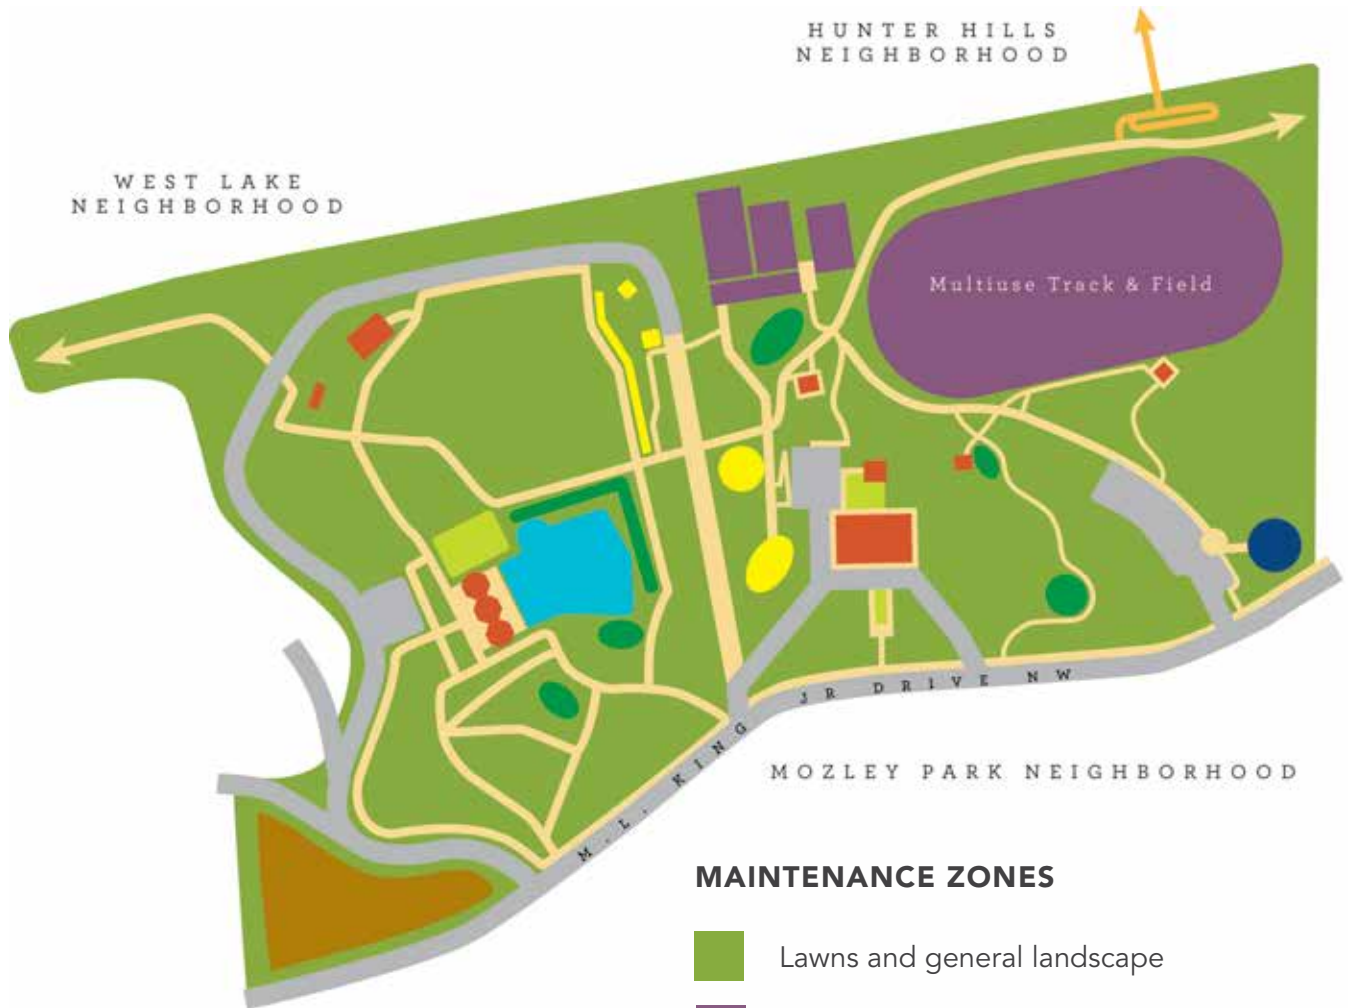 HUNTER HILLS
NEIGHBORHOOD
WEST LAKE
NEIGHBORHOOD
Multiuse Track & Field
M.L. KING JR DRIVE NW
MOZLEY PARK NEIGHBORHOOD
MAINTENANCE ZONES
Lawns and general landscape